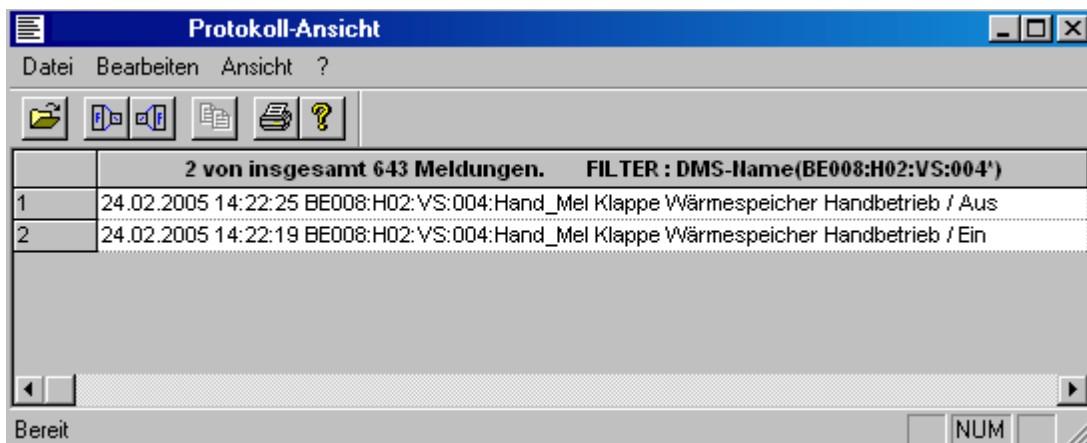 Protokoll-Ansicht
Datei Bearbeiten Ansicht ?
2 von insgesamt 643 Meldungen. FILTER : DMS-Name(BE008:H02:VS:004*)
1 24.02.2005 14:22:25 BE008:H02:VS:004:Hand_Mel Klappe Wärmespeicher Handbetrieb / Aus
2 24.02.2005 14:22:19 BE008:H02:VS:004:Hand_Mel Klappe Wärmespeicher Handbetrieb / Ein
Bereit NUM